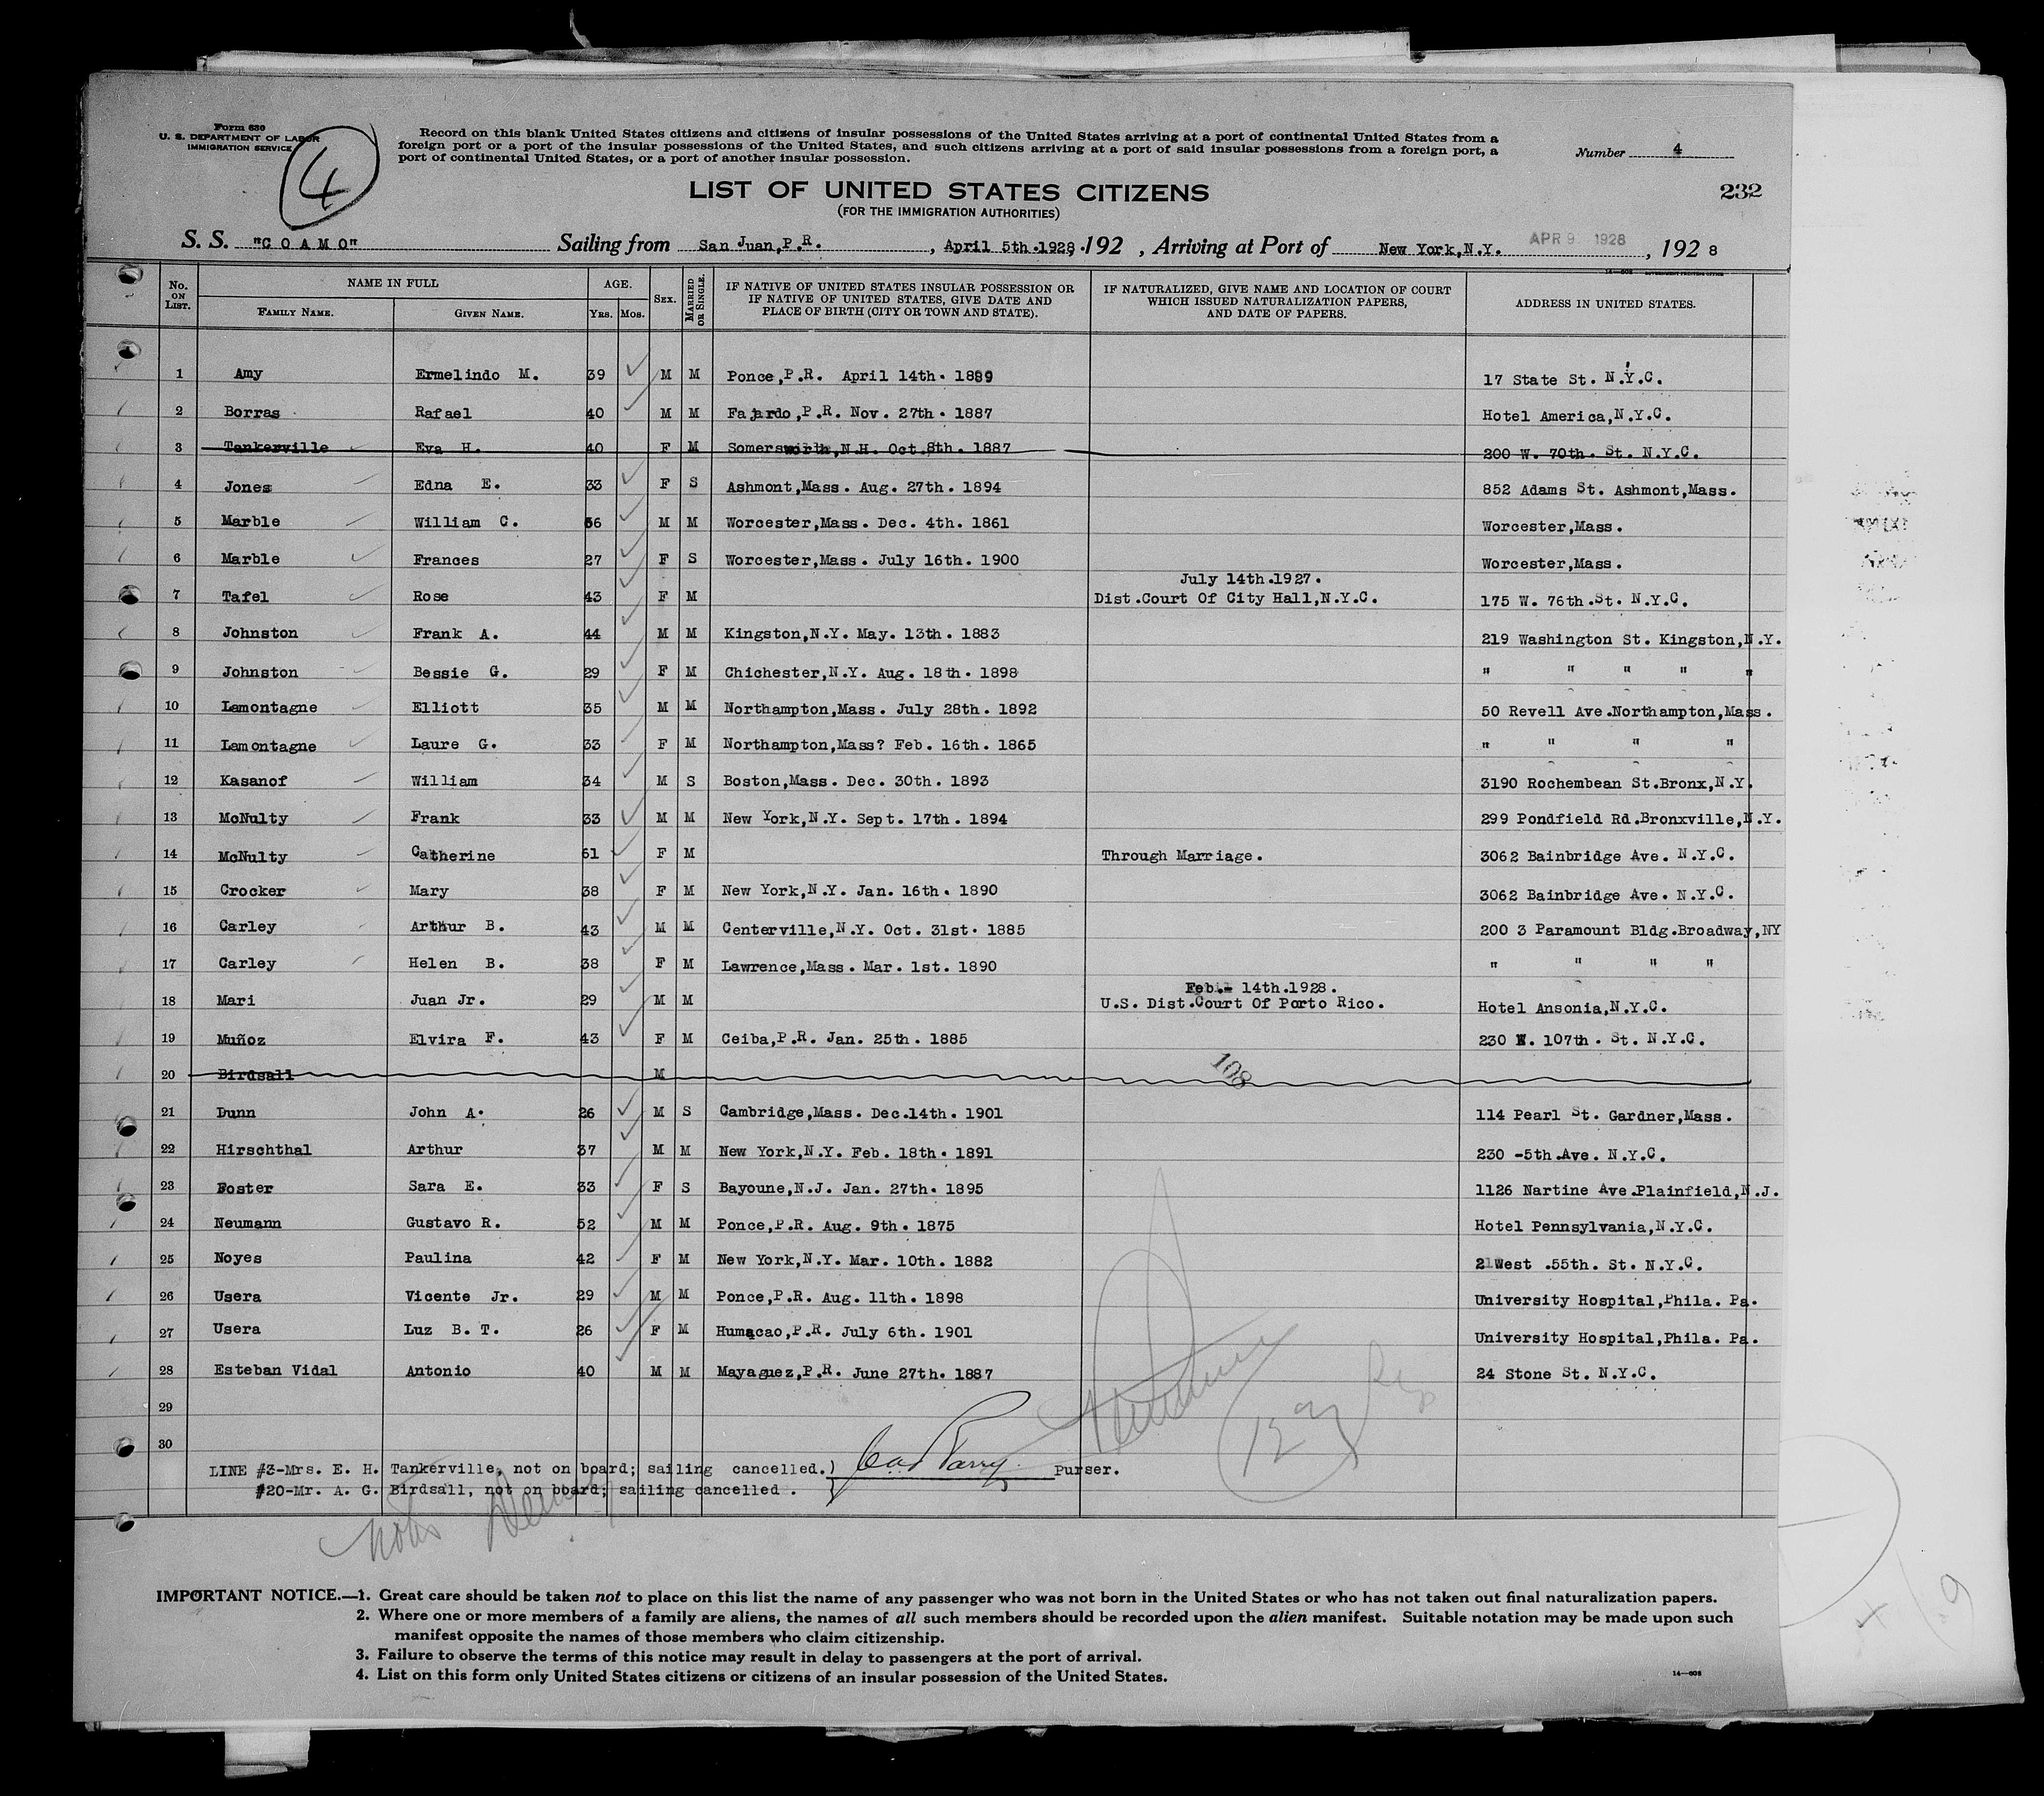 Form 630
U. S. DEPARTMENT OF LABOR
IMMIGRATION SERVICE
4
Record on this blank United States citizens and citizens of insular possessions of the United States arriving at a port of continental United States from a
foreign port or a port of the insular possessions of the United States, and such citizens arriving at a port of said insular possessions from a foreign port, a
port of continental United States, or a port of another insular possession.
Number 4
LIST OF UNITED STATES CITIZENS
232
(FOR THE IMMIGRATION AUTHORITIES)
S. S. "COAMO" Sailing from San Juan,P.R. , April 5th.1928, 192 , Arriving at Port of New York,N.Y. APR 9 1928 , 192 8
No. ON LIST. NAME IN FULL FAMILY NAME. GIVEN NAME. AGE. YRS. MOS. SEX. MARRIED OR SINGLE. IF NATIVE OF UNITED STATES INSULAR POSSESSION OR IF NATIVE OF UNITED STATES, GIVE DATE AND PLACE OF BIRTH (CITY OR TOWN AND STATE). IF NATURALIZED, GIVE NAME AND LOCATION OF COURT WHICH ISSUED NATURALIZATION PAPERS, AND DATE OF PAPERS. ADDRESS IN UNITED STATES.
1 Amy Ermelindo M. 39 M M Ponce,P.R. April 14th. 1889 17 State St. N.Y.C.
2 Borras Rafael 40 M M Fajardo,P.R. Nov. 27th. 1887 Hotel America,N.Y.C.
3 Tankerville Eva H. 40 F M Somersworth,N.H. Oct.8th. 1887 200 W. 70th. St. N.Y.C.
4 Jones Edna E. 33 F S Ashmont,Mass. Aug. 27th. 1894 852 Adams St. Ashmont,Mass.
5 Marble William C. 66 M M Worcester,Mass. Dec. 4th. 1861 Worcester,Mass.
6 Marble Frances 27 F S Worcester,Mass. July 16th. 1900 Worcester,Mass.
July 14th.1927.
7 Tafel Rose 43 F M Dist.Court Of City Hall,N.Y.C. 175 W. 76th.St. N.Y.C.
8 Johnston Frank A. 44 M M Kingston,N.Y. May. 13th. 1883 219 Washington St. Kingston,N.Y.
9 Johnston Bessie G. 29 F M Chichester,N.Y. Aug. 18th. 1898 " " " " "
10 Lamontagne Elliott 35 M M Northampton,Mass. July 28th. 1892 50 Revell Ave.Northampton,Mass.
11 Lamontagne Laure G. 33 F M Northampton,Mass? Feb. 16th. 1865 " " " "
12 Kasanof William 34 M S Boston,Mass. Dec. 30th. 1893 3190 Rochembean St.Bronx,N.Y.
13 McNulty Frank 33 M M New York,N.Y. Sept. 17th. 1894 299 Pondfield Rd.Bronxville,N.Y.
14 McNulty Catherine 61 F M Through Marriage. 3062 Bainbridge Ave. N.Y.C.
15 Crocker Mary 38 F M New York,N.Y. Jan. 16th. 1890 3062 Bainbridge Ave. N.Y.C.
16 Carley Arthur B. 43 M M Centerville,N.Y. Oct. 31st. 1885 200 3 Paramount Bldg.Broadway,NY
17 Carley Helen B. 38 F M Lawrence,Mass. Mar. 1st. 1890 " " " "
Feb. 14th.1928.
18 Mari Juan Jr. 29 M M U.S. Dist.Court Of Porto Rico. Hotel Ansonia,N.Y.C.
19 Muñoz Elvira F. 43 F M Ceiba,P.R. Jan. 25th. 1885 230 W. 107th. St. N.Y.C.
20 Birdsall M 108
21 Dunn John A. 26 M S Cambridge,Mass. Dec.14th. 1901 114 Pearl St. Gardner,Mass.
22 Hirschthal Arthur 37 M M New York,N.Y. Feb. 18th. 1891 230 -5th.Ave. N.Y.C.
23 Foster Sara E. 33 F S Bayoune,N.J. Jan. 27th. 1895 1126 Nartine Ave.Plainfield,N.J.
24 Neumann Gustavo R. 52 M M Ponce,P.R. Aug. 9th. 1875 Hotel Pennsylvania,N.Y.C.
25 Noyes Paulina 42 F M New York,N.Y. Mar. 10th. 1882 2 West .55th. St. N.Y.C.
26 Usera Vicente Jr. 29 M M Ponce,P.R. Aug. 11th. 1898 University Hospital,Phila. Pa.
27 Usera Luz B. T. 26 F M Humacao,P.R. July 6th. 1901 University Hospital,Phila. Pa.
28 Esteban Vidal Antonio 40 M M Mayaguez,P.R. June 27th. 1887 24 Stone St. N.Y.C.
29
30
LINE #3-Mrs. E. H. Tankerville, not on board; sailing cancelled.) Purser.
#20-Mr. A. G. Birdsall, not on board; sailing cancelled.
IMPORTANT NOTICE.—1. Great care should be taken not to place on this list the name of any passenger who was not born in the United States or who has not taken out final naturalization papers.
2. Where one or more members of a family are aliens, the names of all such members should be recorded upon the alien manifest. Suitable notation may be made upon such
manifest opposite the names of those members who claim citizenship.
3. Failure to observe the terms of this notice may result in delay to passengers at the port of arrival.
4. List on this form only United States citizens or citizens of an insular possession of the United States.
14—608